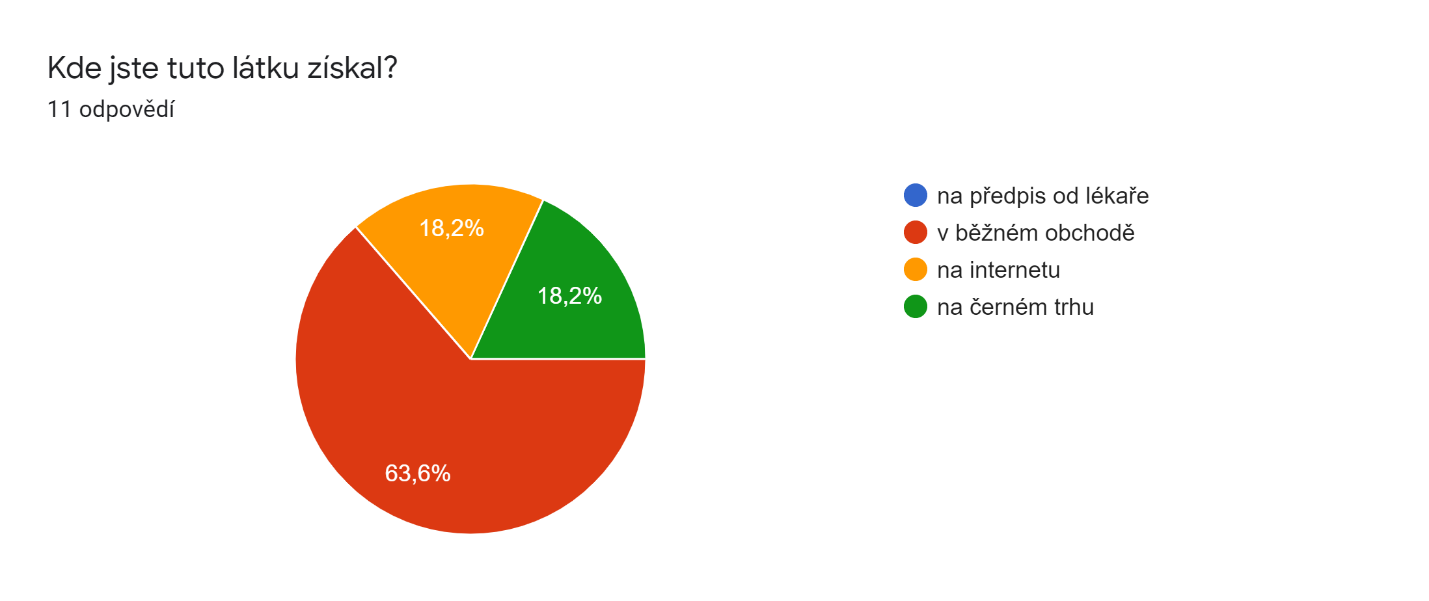 Kde jste tuto látku získal?
11 odpovědí
na předpis od lékaře
v běžném obchodě
na internetu
na černém trhu
18,2%
18,2%
63,6%